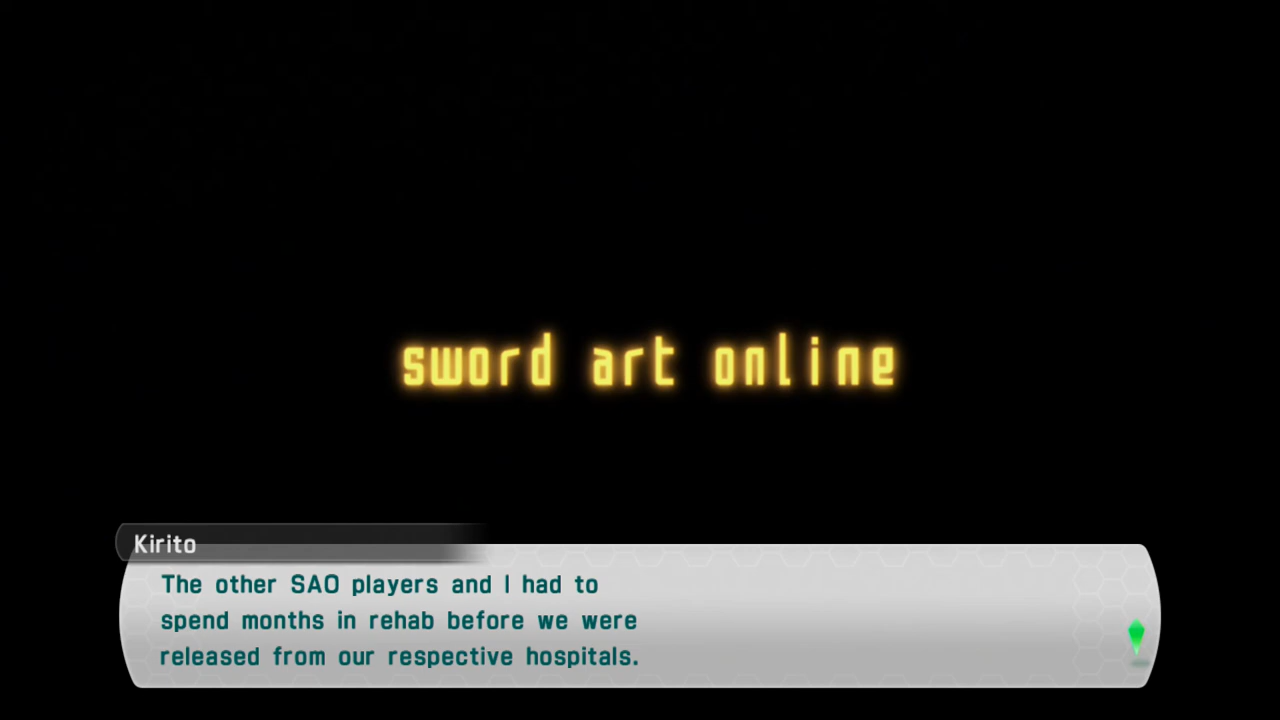 sword art online
Kirito
The other SAO players and I had to
spend months in rehab before we were
released from our respective hospitals.